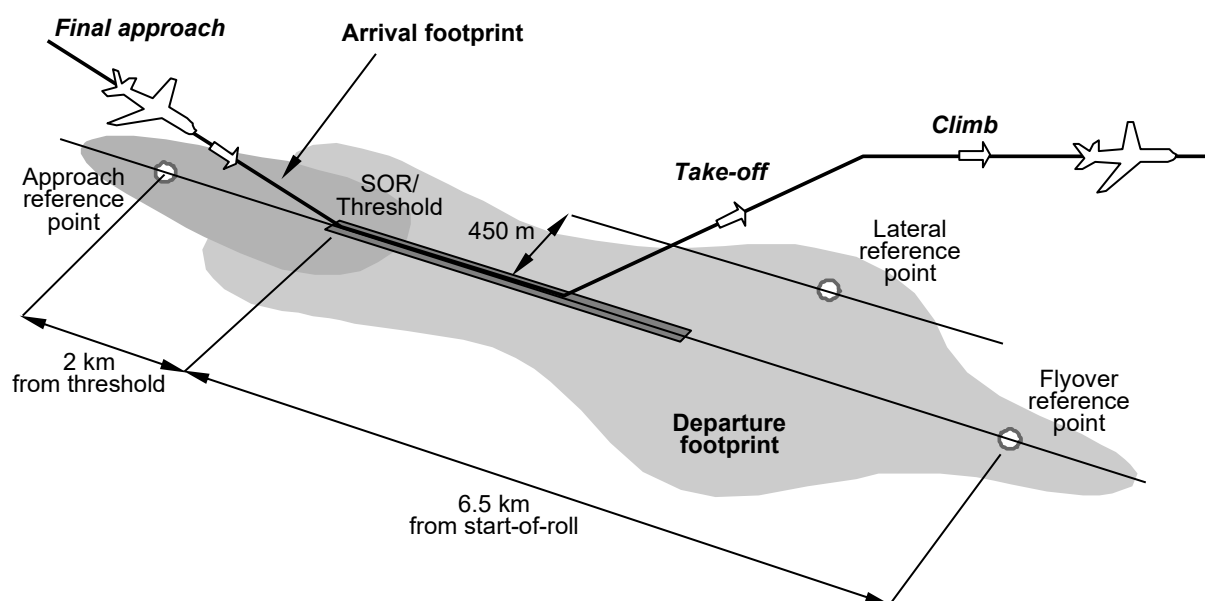 Final approach
Arrival footprint
Climb
Take-off
Approach
reference
point
SOR/
Threshold
450 m
Lateral
reference
point
2 km
from threshold
Flyover
reference
point
Departure
footprint
6.5 km
from start-of-roll